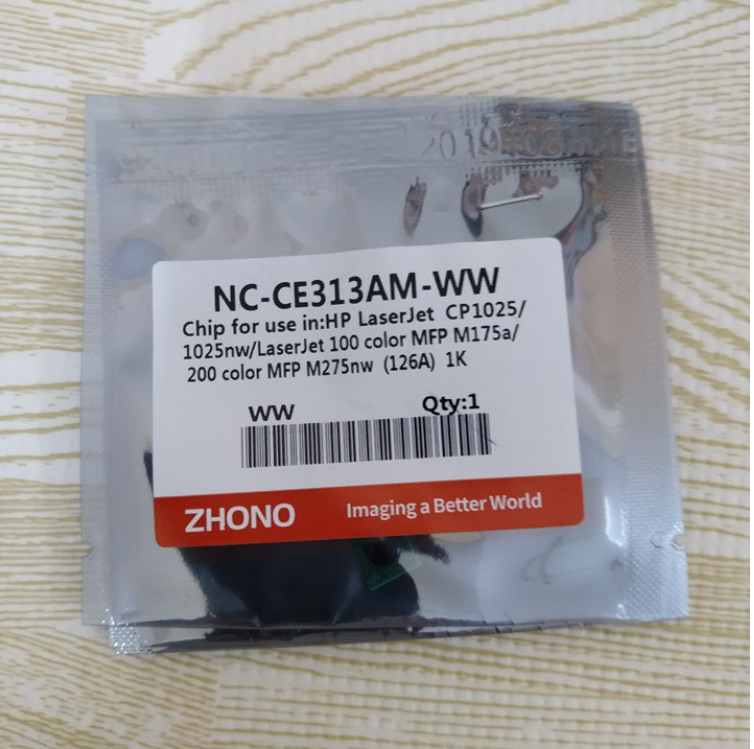 NC-CE313AM-WW
Chip for use in:HP LaserJet CP1025/
1025nw/LaserJet 100 color MFP M175a/
200 color MFP M275nw (126A) 1K
WW Qty:1
ZHONO Imaging a Better World